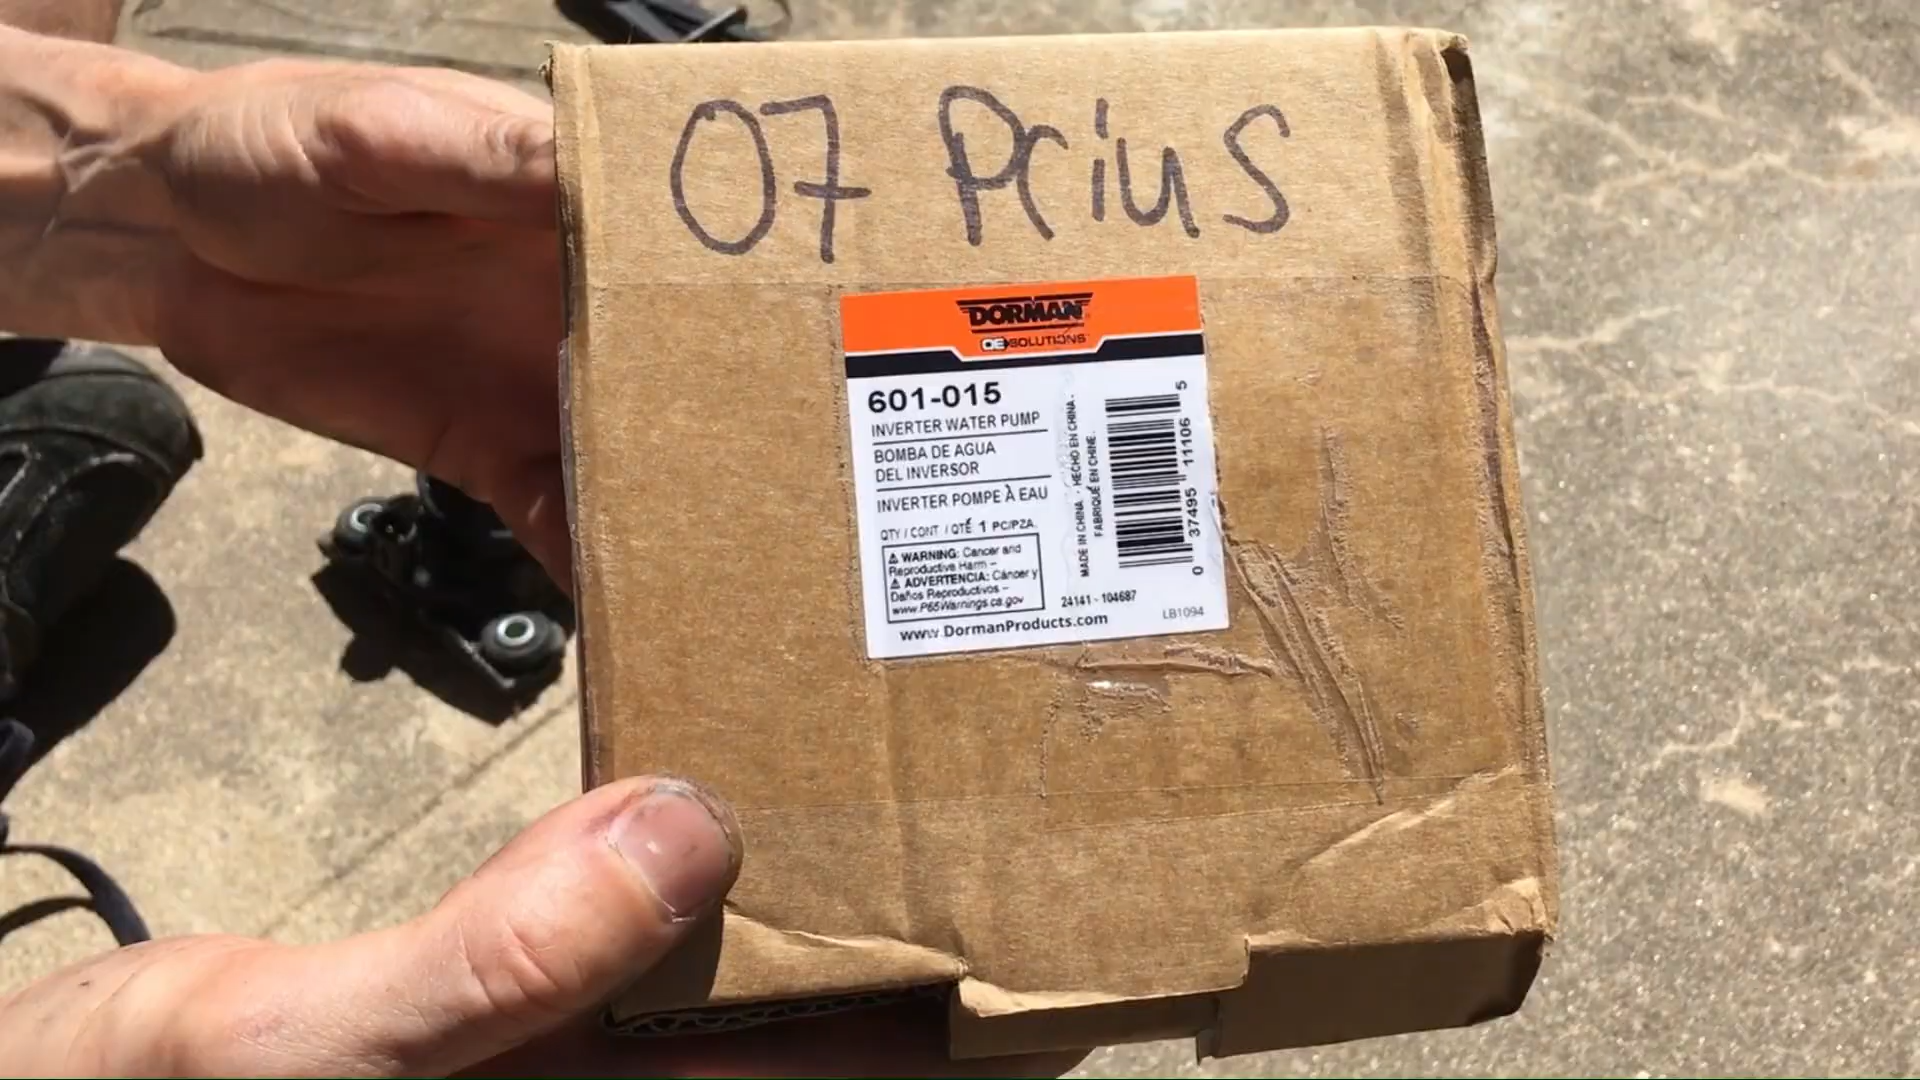 07 Prius
DORMAN
OE SOLUTIONS™
601-015
INVERTER WATER PUMP
BOMBA DE AGUA
DEL INVERSOR
INVERTER POMPE À EAU
QTY / CONT / QTÉ 1 PC/PZA.
⚠ WARNING: Cancer and
Reproductive Harm –
⚠ ADVERTENCIA: Cáncer y
Daños Reproductivos –
www.P65Warnings.ca.gov
www.DormanProducts.com
MADE IN CHINA. - HECHO EN CHINA. -
FABRIQUÉ EN CHINE.
0 37495 11106 5
24141 - 104687
LB1094